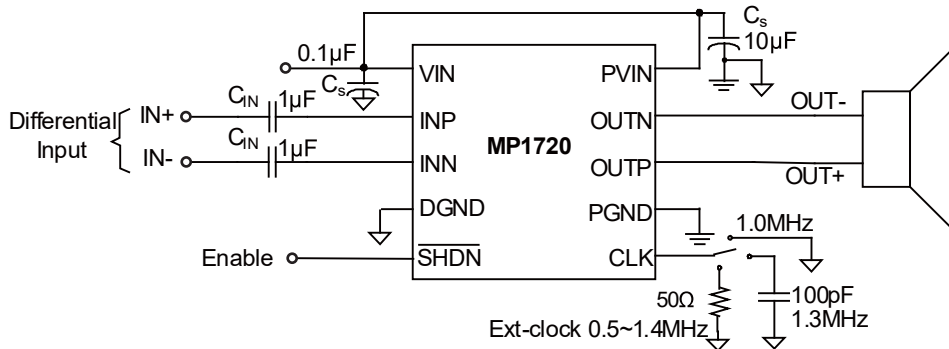 Cs
10µF
0.1µF
Cs
VIN
PVIN
CIN
1µF
IN+
INP
OUTN
OUT-
Differential
Input
MP1720
CIN
1µF
IN-
INN
OUTP
OUT+
DGND
PGND
1.0MHz
Enable
SHDN
CLK
50Ω
100pF
1.3MHz
Ext-clock 0.5~1.4MHz